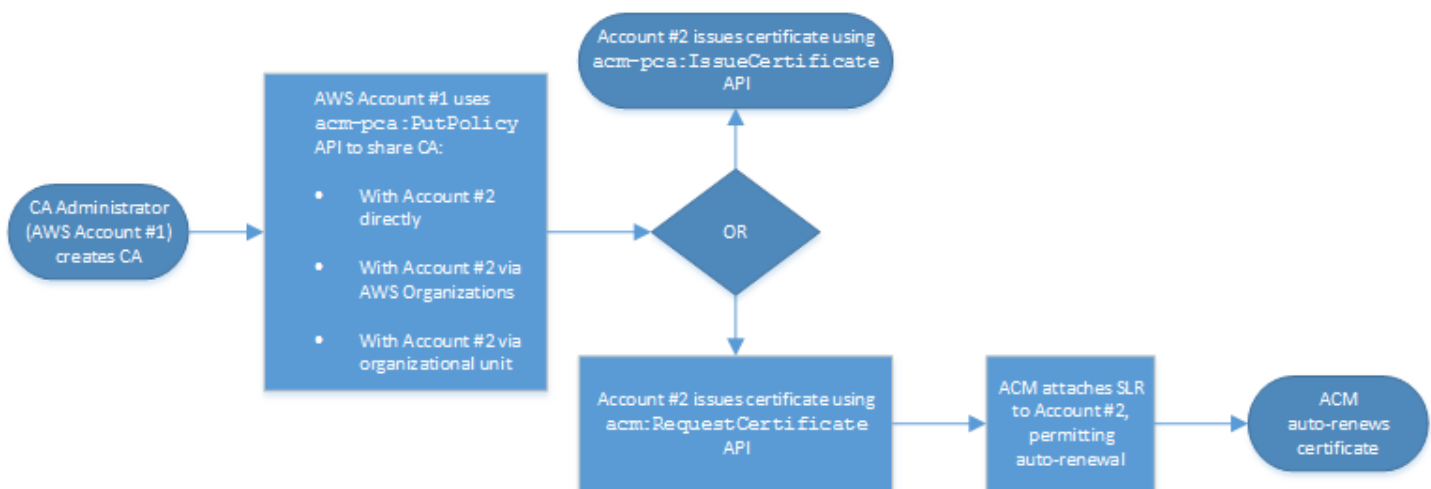 CA Administrator
(AWS Account #1)
creates CA
AWS Account #1 uses
acm-pca:PutPolicy
API to share CA:
• With Account #2
directly
• With Account #2 via
AWS Organizations
• With Account #2 via
organizational unit
OR
Account #2 issues certificate using
acm-pca:IssueCertificate
API
Account #2 issues certificate using
acm:RequestCertificate
API
ACM attaches SLR
to Account #2,
permitting
auto-renewal
ACM
auto-renews
certificate